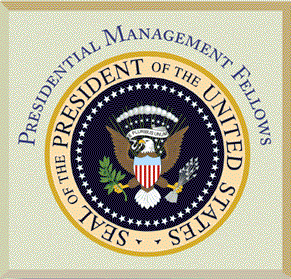 PRESIDENTIAL MANAGEMENT FELLOWS
SEAL OF THE PRESIDENT OF THE UNITED STATES
E PLURIBUS UNUM